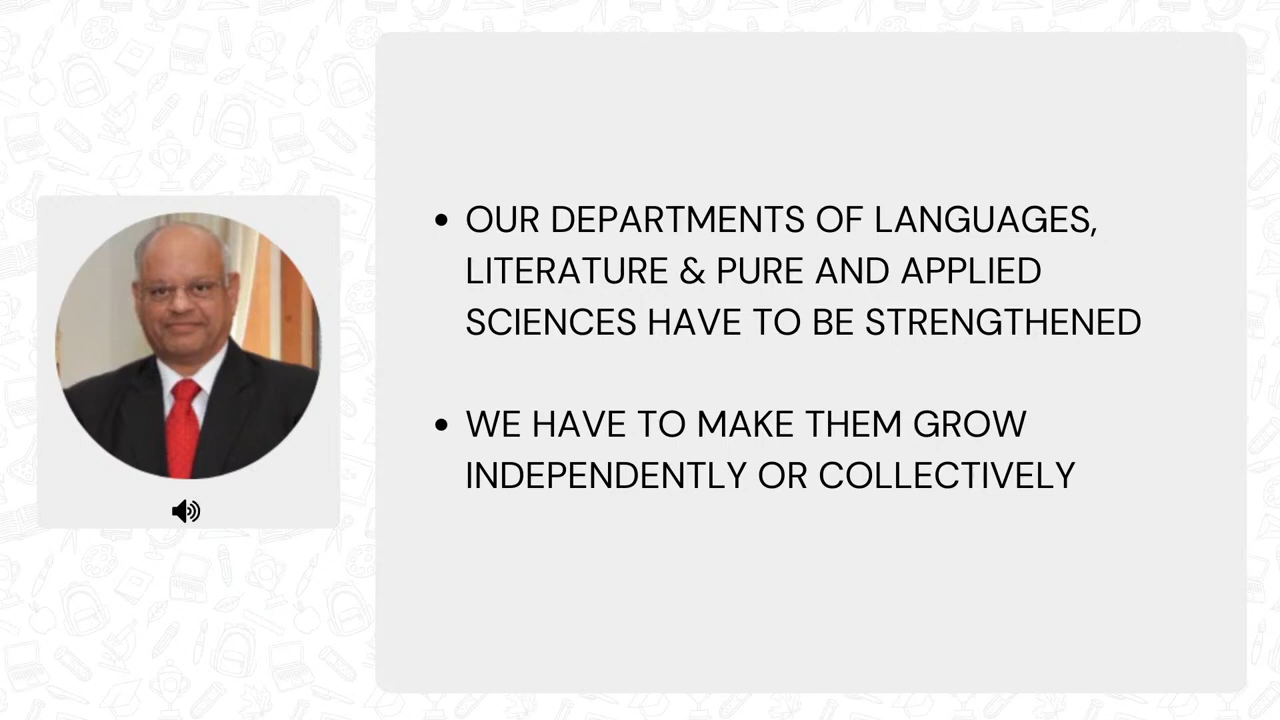 • OUR DEPARTMENTS OF LANGUAGES,
LITERATURE & PURE AND APPLIED
SCIENCES HAVE TO BE STRENGTHENED
• WE HAVE TO MAKE THEM GROW
INDEPENDENTLY OR COLLECTIVELY